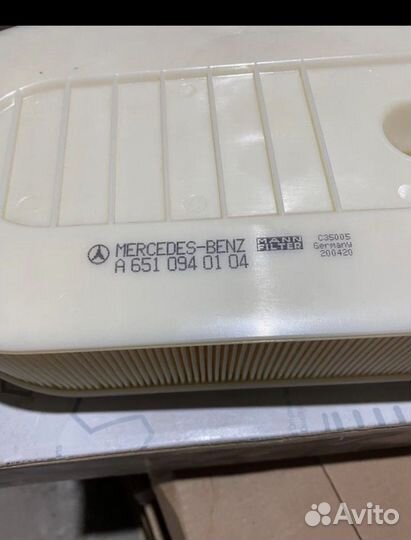 MERCEDES-BENZ
A 651 094 01 04
MANN
FILTER
C35005
Germany
200420
Avito